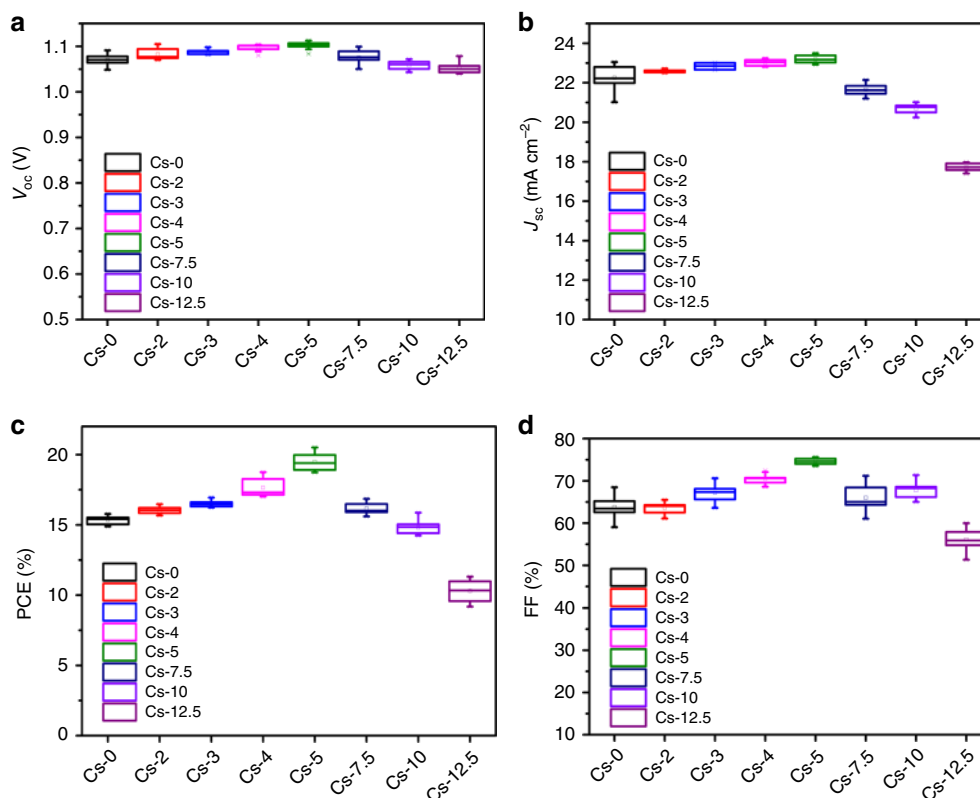 a
1.1
1.0
0.9
0.8
0.7
0.6
0.5
Voc (V)
Cs-0
Cs-2
Cs-3
Cs-4
Cs-5
Cs-7.5
Cs-10
Cs-12.5
Cs-0
Cs-2
Cs-3
Cs-4
Cs-5
Cs-7.5
Cs-10
Cs-12.5
b
24
22
20
18
16
14
12
10
Jsc (mA cm−2)
Cs-0
Cs-2
Cs-3
Cs-4
Cs-5
Cs-7.5
Cs-10
Cs-12.5
Cs-0
Cs-2
Cs-3
Cs-4
Cs-5
Cs-7.5
Cs-10
Cs-12.5
c
20
15
10
5
0
PCE (%)
Cs-0
Cs-2
Cs-3
Cs-4
Cs-5
Cs-7.5
Cs-10
Cs-12.5
Cs-0
Cs-2
Cs-3
Cs-4
Cs-5
Cs-7.5
Cs-10
Cs-12.5
d
80
70
60
50
40
30
20
10
FF (%)
Cs-0
Cs-2
Cs-3
Cs-4
Cs-5
Cs-7.5
Cs-10
Cs-12.5
Cs-0
Cs-2
Cs-3
Cs-4
Cs-5
Cs-7.5
Cs-10
Cs-12.5